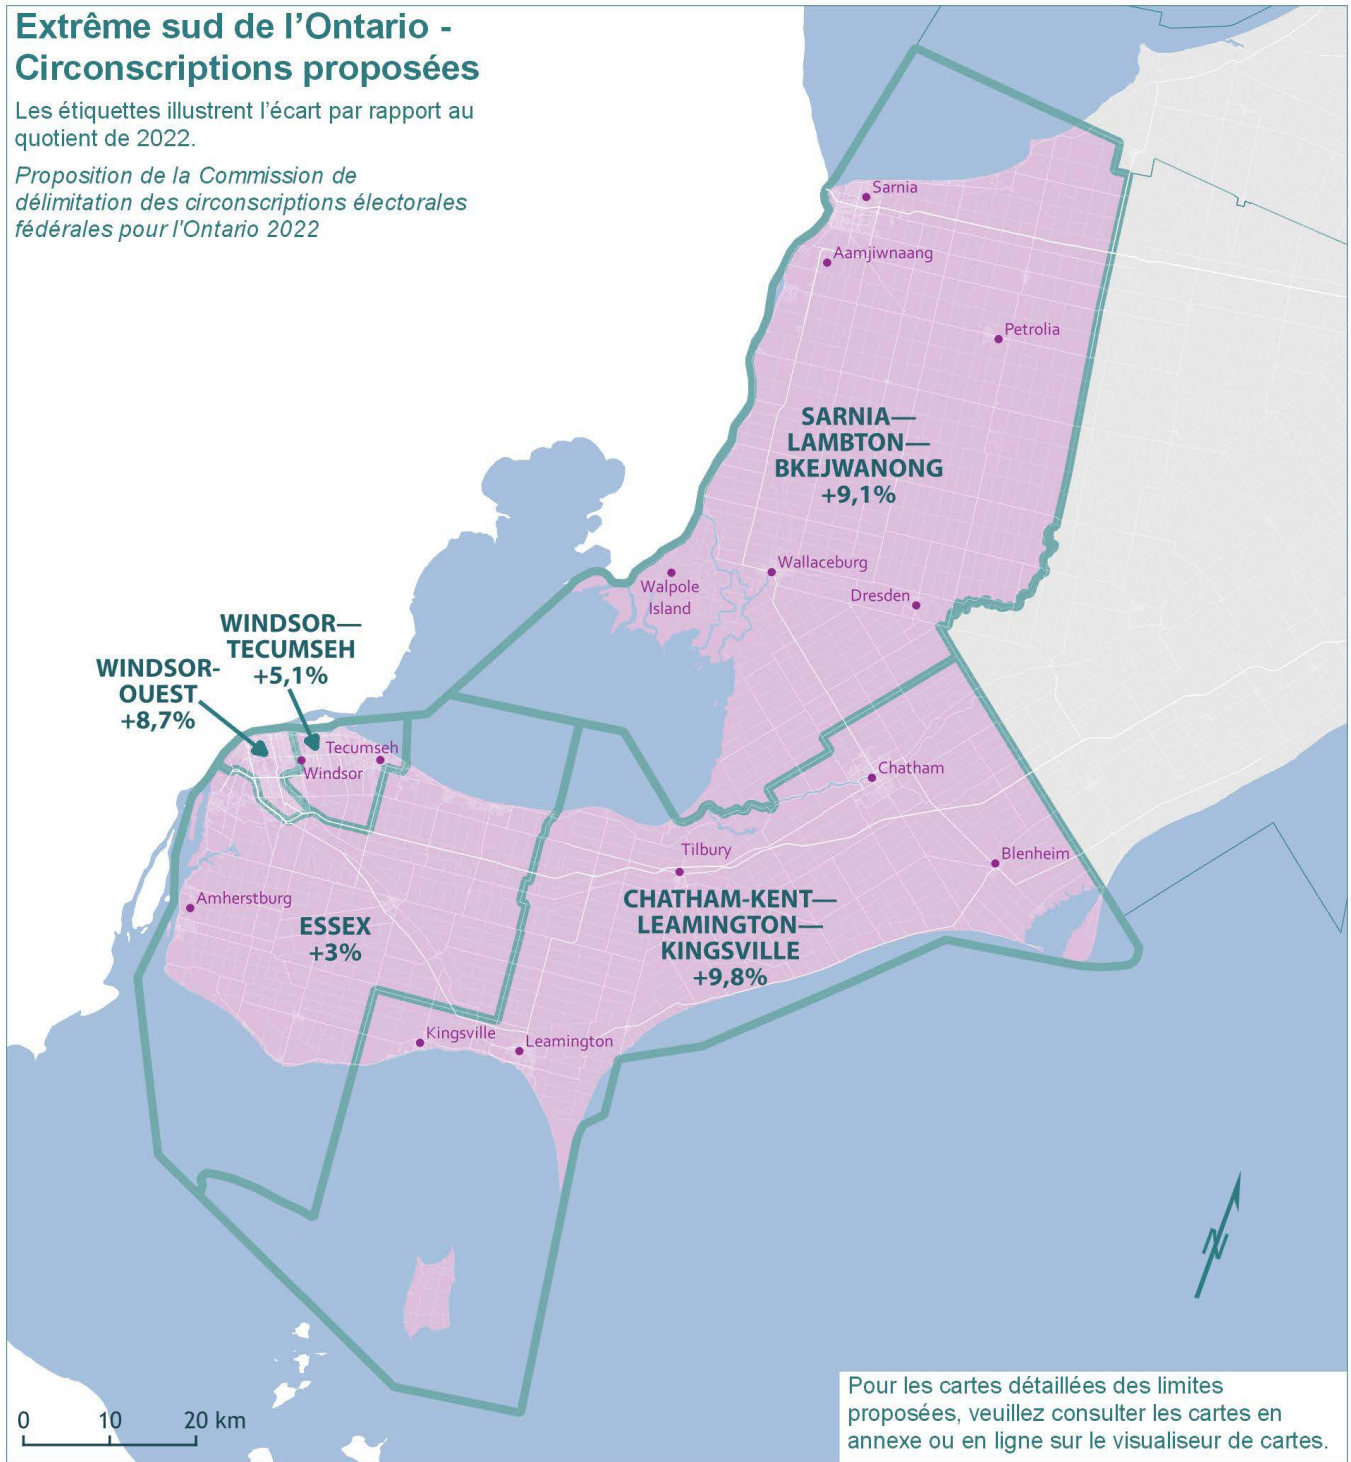 Extrême sud de l’Ontario -
Circonscriptions proposées
Les étiquettes illustrent l’écart par rapport au
quotient de 2022.
Proposition de la Commission de
délimitation des circonscriptions électorales
fédérales pour l'Ontario 2022
Sarnia
Aamjiwnaang
Petrolia
SARNIA—
LAMBTON—
BKEJWANONG
+9,1%
Wallaceburg
Walpole
Island
Dresden
WINDSOR—
TECUMSEH
+5,1%
WINDSOR-
OUEST
+8,7%
Tecumseh
Windsor
Chatham
Tilbury
Blenheim
Amherstburg
ESSEX
+3%
CHATHAM-KENT—
LEAMINGTON—
KINGSVILLE
+9,8%
Kingsville
Leamington
N
0 10 20 km
Pour les cartes détaillées des limites
proposées, veuillez consulter les cartes en
annexe ou en ligne sur le visualiseur de cartes.